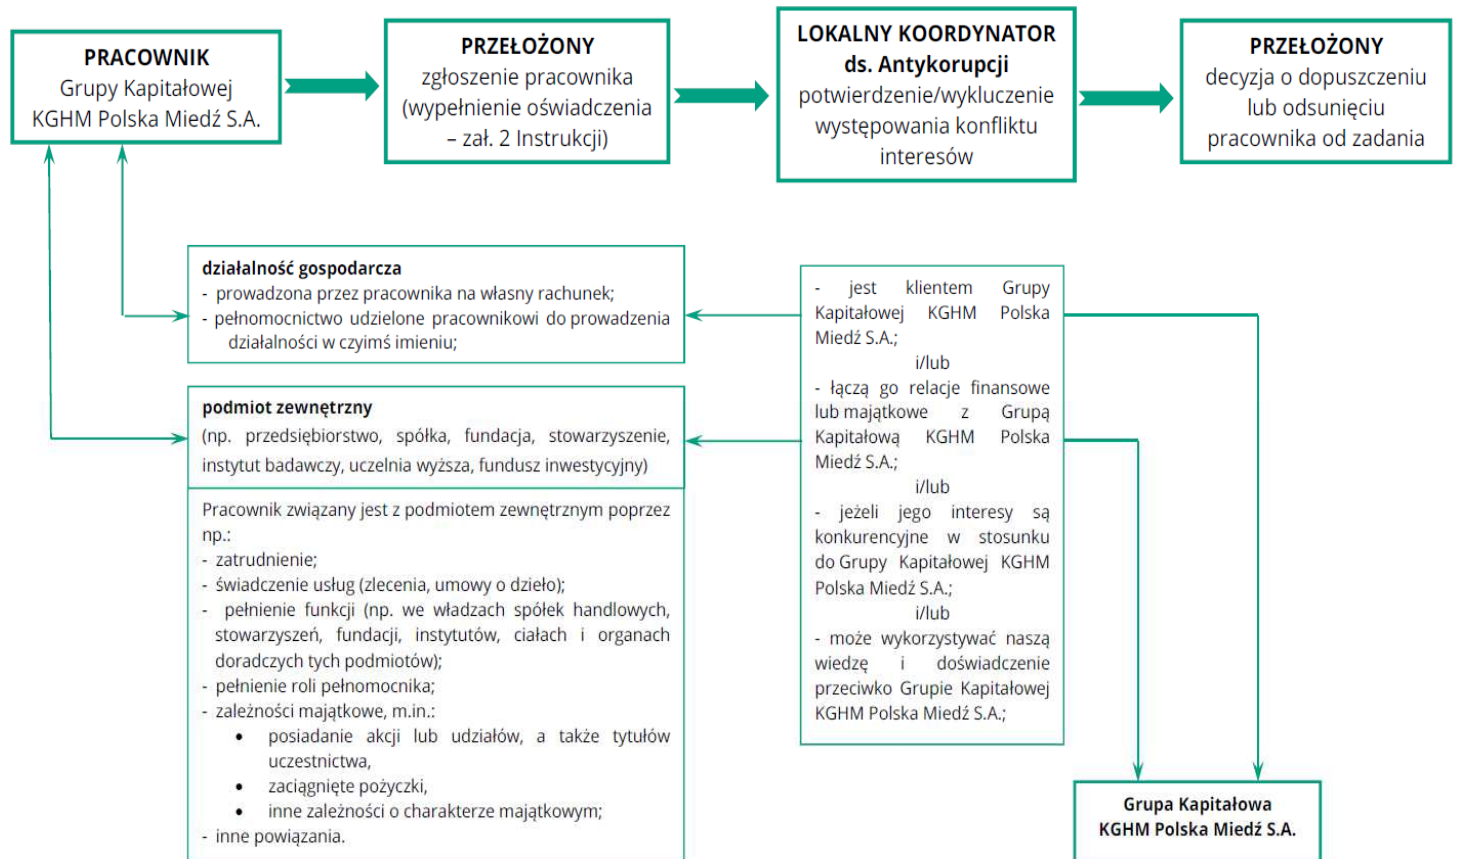 PRACOWNIK
Grupy Kapitałowej
KGHM Polska Miedź S.A.
PRZEŁOŻONY
zgłoszenie pracownika
(wypełnienie oświadczenia
– zał. 2 Instrukcji)
LOKALNY KOORDYNATOR
ds. Antykorupcji
potwierdzenie/wykluczenie
występowania konfliktu
interesów
PRZEŁOŻONY
decyzja o dopuszczeniu
lub odsunięciu
pracownika od zadania
działalność gospodarcza
- prowadzona przez pracownika na własny rachunek;
- pełnomocnictwo udzielone pracownikowi do prowadzenia
działalności w czyimś imieniu;
podmiot zewnętrzny
(np. przedsiębiorstwo, spółka, fundacja, stowarzyszenie,
instytut badawczy, uczelnia wyższa, fundusz inwestycyjny)
Pracownik związany jest z podmiotem zewnętrznym poprzez
np.:
- zatrudnienie;
- świadczenie usług (zlecenia, umowy o dzieło);
- pełnienie funkcji (np. we władzach spółek handlowych,
stowarzyszeń, fundacji, instytutów, ciałach i organach
doradczych tych podmiotów);
- pełnienie roli pełnomocnika;
- zależności majątkowe, m.in.:
• posiadanie akcji lub udziałów, a także tytułów
uczestnictwa,
• zaciągnięte pożyczki,
• inne zależności o charakterze majątkowym;
- inne powiązania.
- jest klientem Grupy
Kapitałowej KGHM Polska
Miedź S.A.;
i/lub
- łączą go relacje finansowe
lub majątkowe z Grupą
Kapitałową KGHM Polska
Miedź S.A.;
i/lub
- jeżeli jego interesy są
konkurencyjne w stosunku
do Grupy Kapitałowej KGHM
Polska Miedź S.A.;
i/lub
- może wykorzystywać naszą
wiedzę i doświadczenie
przeciwko Grupie Kapitałowej
KGHM Polska Miedź S.A.;
Grupa Kapitałowa
KGHM Polska Miedź S.A.